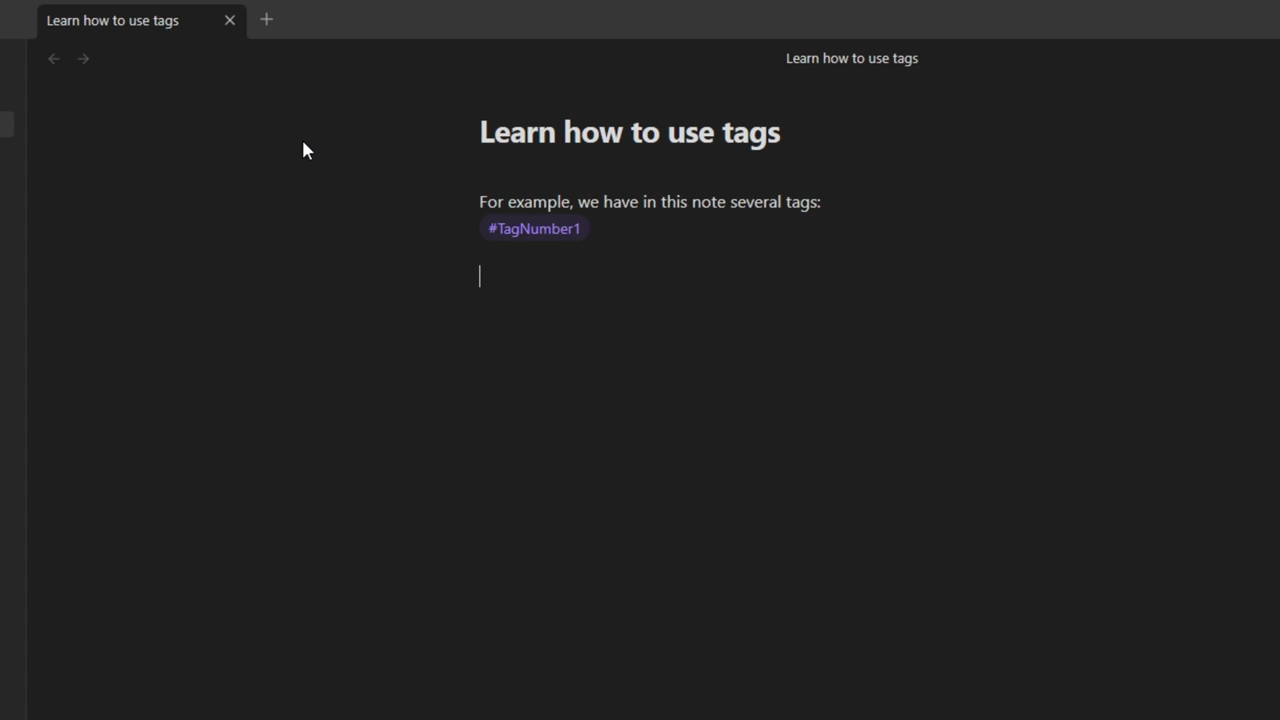 Learn how to use tags
Learn how to use tags
Learn how to use tags
For example, we have in this note several tags:
#TagNumber1